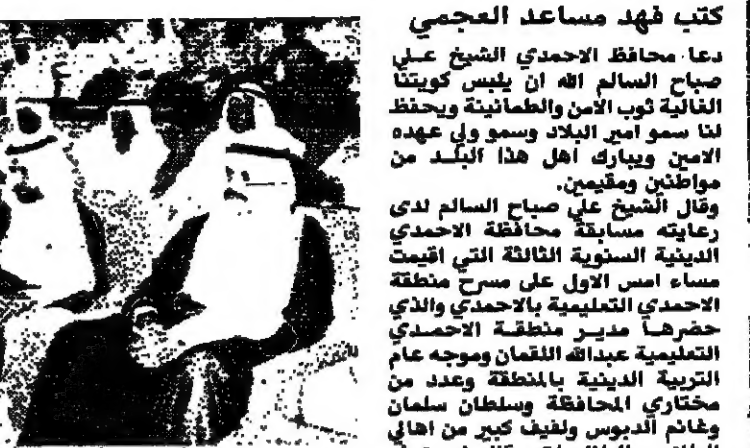 كتب فهد مساعد العجمي
دعا محافظ الاحمدي الشيخ علي
صباح السالم الله ان يلبس كويتنا
الغالية ثوب الامن والطمانينة ويحفظ
لنا سمو امير البلاد وسمو ولي عهده
الامين ويبارك اهل هذا البلد من
مواطنين ومقيمين.
وقال الشيخ علي صباح السالم لدى
رعايته مسابقة محافظة الاحمدي
الدينية السنوية الثالثة التي اقيمت
مساء امس الاول على مسرح منطقة
الاحمدي التعليمية بالاحمدي والذي
حضرها مدير منطقة الاحمدي
التعليمية عبدالله اللقمان وموجه عام
التربية الدينية بالمنطقة وعدد من
مختاري المحافظة وسلطان سلمان
وغانم الدبوس ولفيف كبير من اهالي